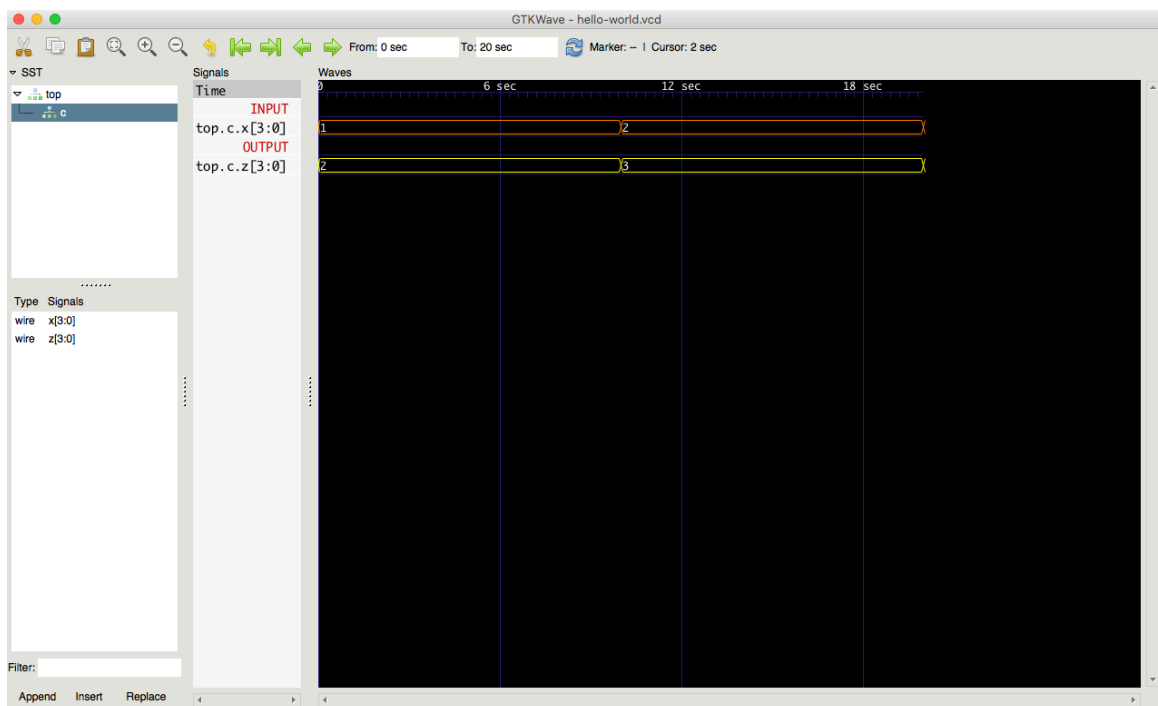 GTKWave - hello-world.vcd
From: 0 sec To: 20 sec Marker: -- | Cursor: 2 sec
SST
top
c
Type Signals
wire x[3:0]
wire z[3:0]
Filter:
Append Insert Replace
Signals
Time
INPUT
top.c.x[3:0]
OUTPUT
top.c.z[3:0]
Waves
0 6 sec 12 sec 18 sec
1 2
2 3